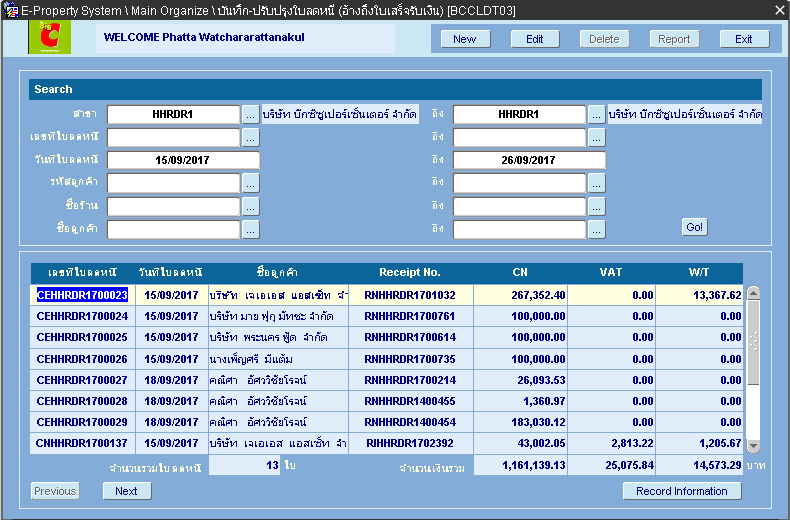 E-Property System \ Main Organize \ บันทึก-ปรับปรุงใบลดหนี้ (อ้างถึงใบเสร็จรับเงิน) [BCCLDT03]
C
WELCOME Phatta Watchararattanakul
New Edit Delete Report Exit
Search
สาขา HHRDR1 ... บริษัท บิ๊กซีซูเปอร์เซ็นเตอร์ จำกัด ถึง HHRDR1 ... บริษัท บิ๊กซีซูเปอร์เซ็นเตอร์ จำกัด
เลขที่ใบลดหนี้ ... ถึง ...
วันที่ใบลดหนี้ 15/09/2017 ถึง 26/09/2017
รหัสลูกค้า ... ถึง ...
ชื่อร้าน ... ถึง ...
ชื่อลูกค้า ... ถึง ... Go!
เลขที่ใบลดหนี้ วันที่ใบลดหนี้ ชื่อลูกค้า Receipt No. CN VAT W/T
CEHHRDR1700023 15/09/2017 บริษัท เจเอเอส แอสเซ็ท จำ RNHHRDR1701032 267,352.40 0.00 13,367.62
CEHHRDR1700024 15/09/2017 บริษัท มาย ฟุกุ มัทซะ จำกัด RNHHRDR1700761 100,000.00 0.00 0.00
CEHHRDR1700025 15/09/2017 บริษัท พระนคร ฟู้ด จำกัด RNHHRDR1700614 100,000.00 0.00 0.00
CEHHRDR1700026 15/09/2017 นางเพ็ญศรี มีแต้ม RNHHRDR1700735 100,000.00 0.00 0.00
CEHHRDR1700027 18/09/2017 คณิศา อัศววิชัยโรจน์ RNHHRDR1700214 26,093.53 0.00 0.00
CEHHRDR1700028 18/09/2017 คณิศา อัศววิชัยโรจน์ RNHHRDR1400455 1,360.97 0.00 0.00
CEHHRDR1700029 18/09/2017 คณิศา อัศววิชัยโรจน์ RNHHRDR1400454 183,030.12 0.00 0.00
CNHHRDR1700137 15/09/2017 บริษัท เจเอเอส แอสเซ็ท จำ RIHHRDR1702392 43,002.05 2,813.22 1,205.67
จำนวนรวมใบลดหนี้ 13 ใบ จำนวนเงินรวม 1,161,139.13 25,075.84 14,573.29 บาท
Previous Next Record Information